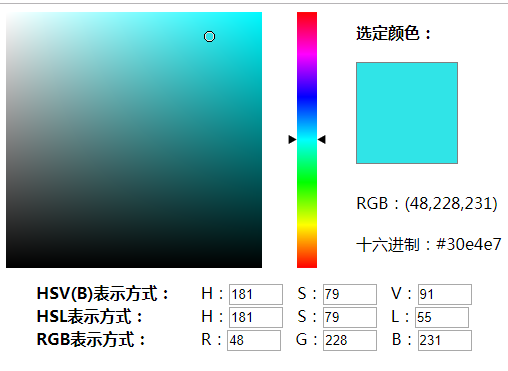 选定颜色：
RGB：(48,228,231)
十六进制：#30e4e7
HSV(B)表示方式： H：181 S：79 V：91
HSL表示方式： H：181 S：79 L：55
RGB表示方式： R：48 G：228 B：231